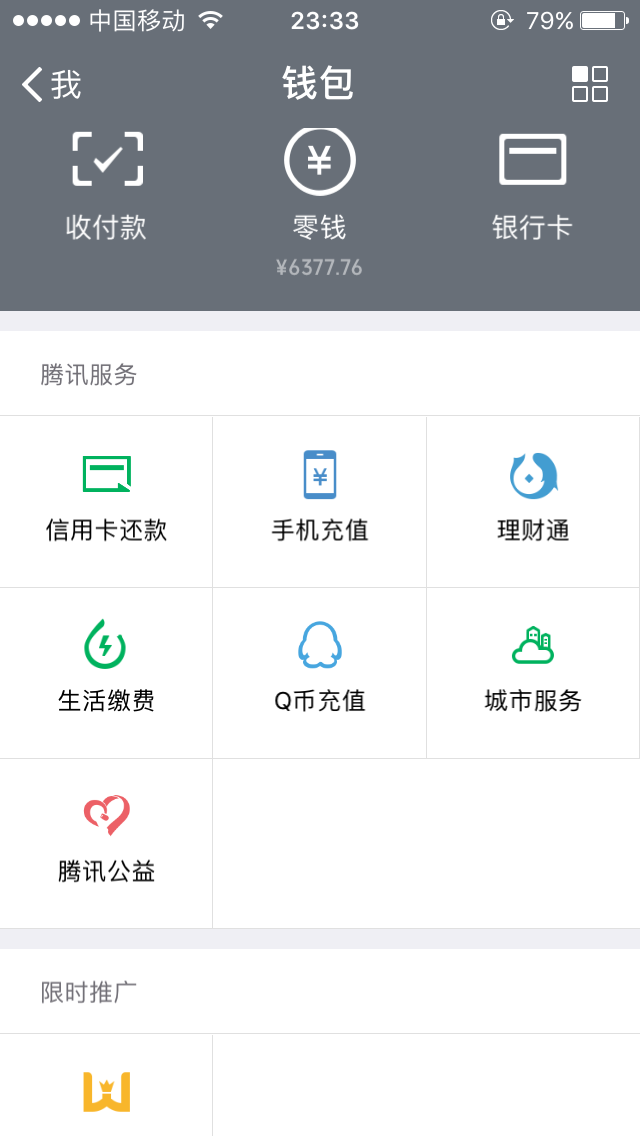 中国移动 23:33 79%
我 钱包
收付款 零钱 银行卡
¥6377.76
腾讯服务
信用卡还款 手机充值 理财通
生活缴费 Q币充值 城市服务
腾讯公益
限时推广